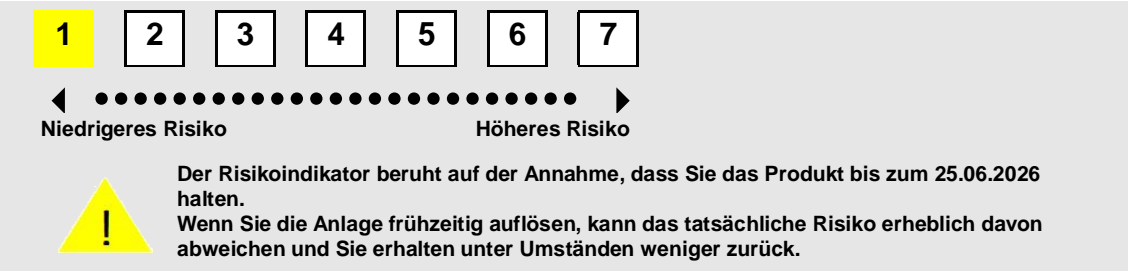 1 2 3 4 5 6 7
Niedrigeres Risiko Höheres Risiko
Der Risikoindikator beruht auf der Annahme, dass Sie das Produkt bis zum 25.06.2026
halten.
Wenn Sie die Anlage frühzeitig auflösen, kann das tatsächliche Risiko erheblich davon
abweichen und Sie erhalten unter Umständen weniger zurück.
!